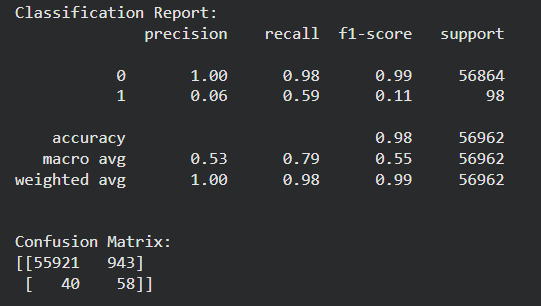 Classification Report:
precision recall f1-score support
0 1.00 0.98 0.99 56864
1 0.06 0.59 0.11 98
accuracy 0.98 56962
macro avg 0.53 0.79 0.55 56962
weighted avg 1.00 0.98 0.99 56962
Confusion Matrix:
[[55921 943]
[ 40 58]]